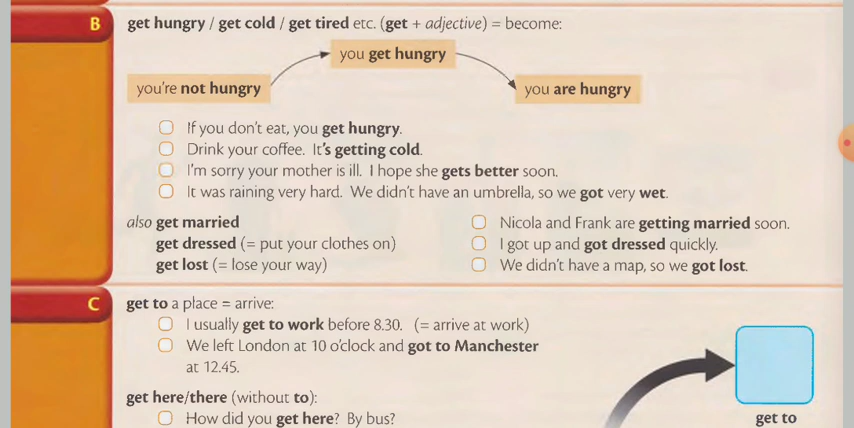 B
get hungry / get cold / get tired etc. (get + adjective) = become:
you're not hungry
you get hungry
you are hungry
If you don't eat, you get hungry.
Drink your coffee. It's getting cold.
I'm sorry your mother is ill. I hope she gets better soon.
It was raining very hard. We didn't have an umbrella, so we got very wet.
also get married
get dressed (= put your clothes on)
get lost (= lose your way)
Nicola and Frank are getting married soon.
I got up and got dressed quickly.
We didn't have a map, so we got lost.
C
get to a place = arrive:
I usually get to work before 8.30. (= arrive at work)
We left London at 10 o'clock and got to Manchester
at 12.45.
get here/there (without to):
How did you get here? By bus?
get to